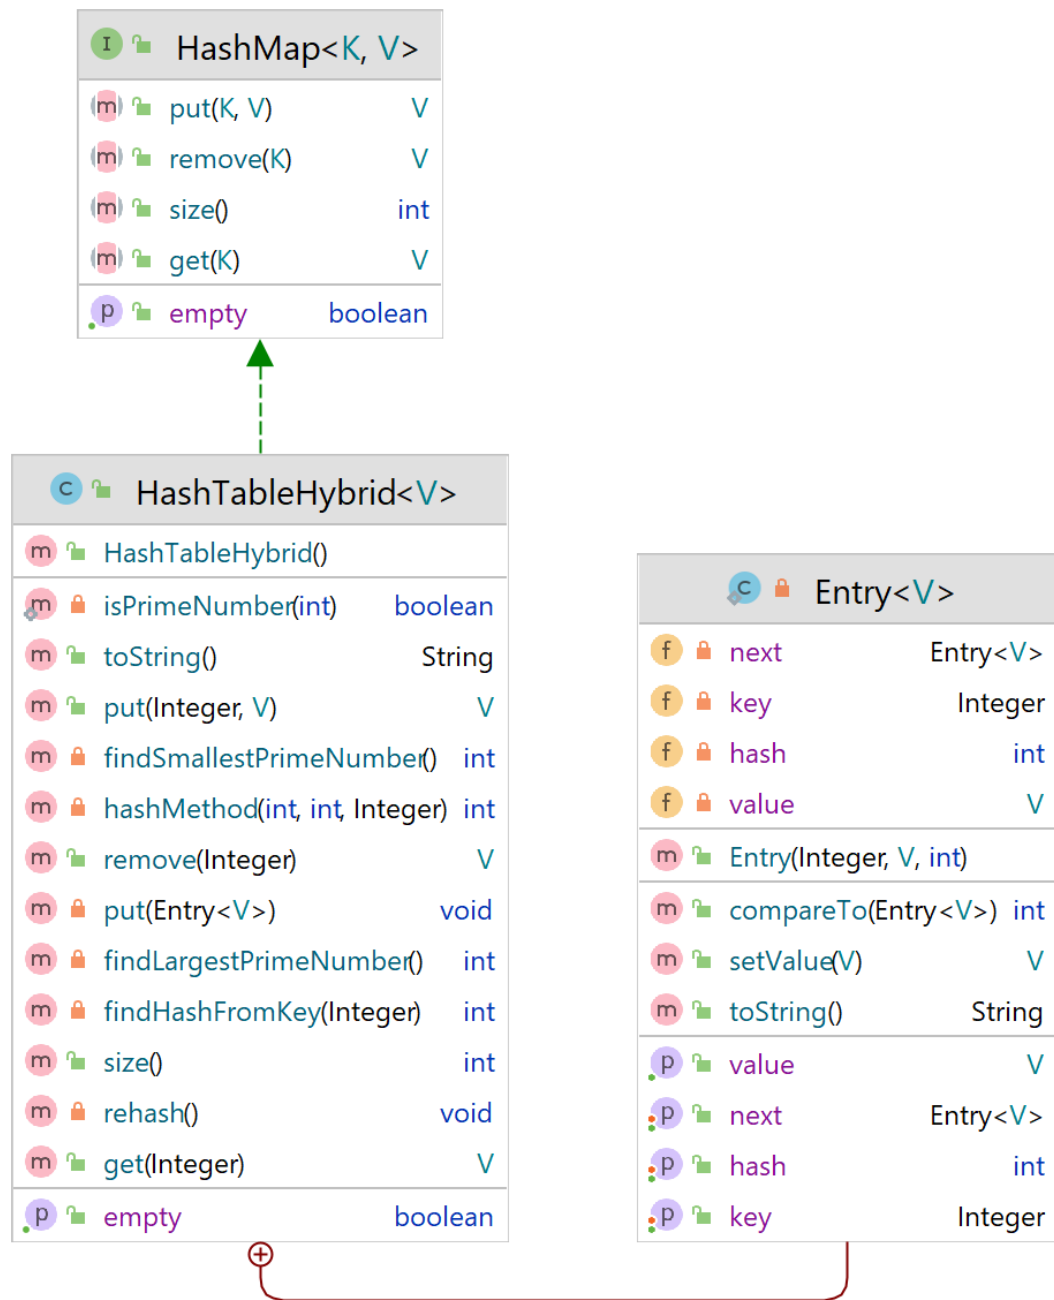 I HashMap<K, V>
m put(K, V) V
m remove(K) V
m size() int
m get(K) V
p empty boolean
C HashTableHybrid<V>
m HashTableHybrid()
m isPrimeNumber(int) boolean
m toString() String
m put(Integer, V) V
m findSmallestPrimeNumber() int
m hashMethod(int, int, Integer) int
m remove(Integer) V
m put(Entry<V>) void
m findLargestPrimeNumber() int
m findHashFromKey(Integer) int
m size() int
m rehash() void
m get(Integer) V
p empty boolean
C Entry<V>
f next Entry<V>
f key Integer
f hash int
f value V
m Entry(Integer, V, int)
m compareTo(Entry<V>) int
m setValue(V) V
m toString() String
p value V
p next Entry<V>
p hash int
p key Integer